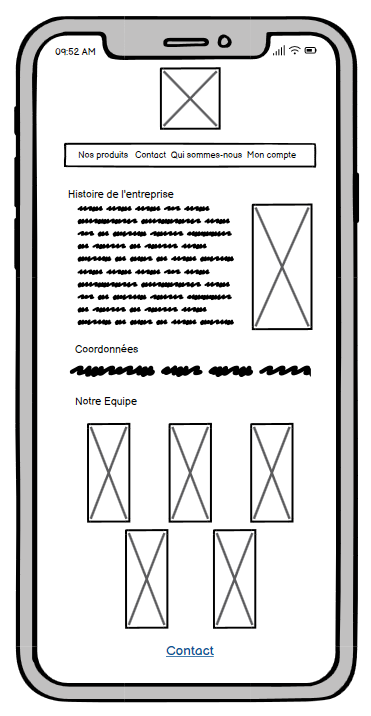 09:52 AM
Nos produits Contact Qui sommes-nous Mon compte
Histoire de l'entreprise
Coordonnées
Notre Equipe
Contact